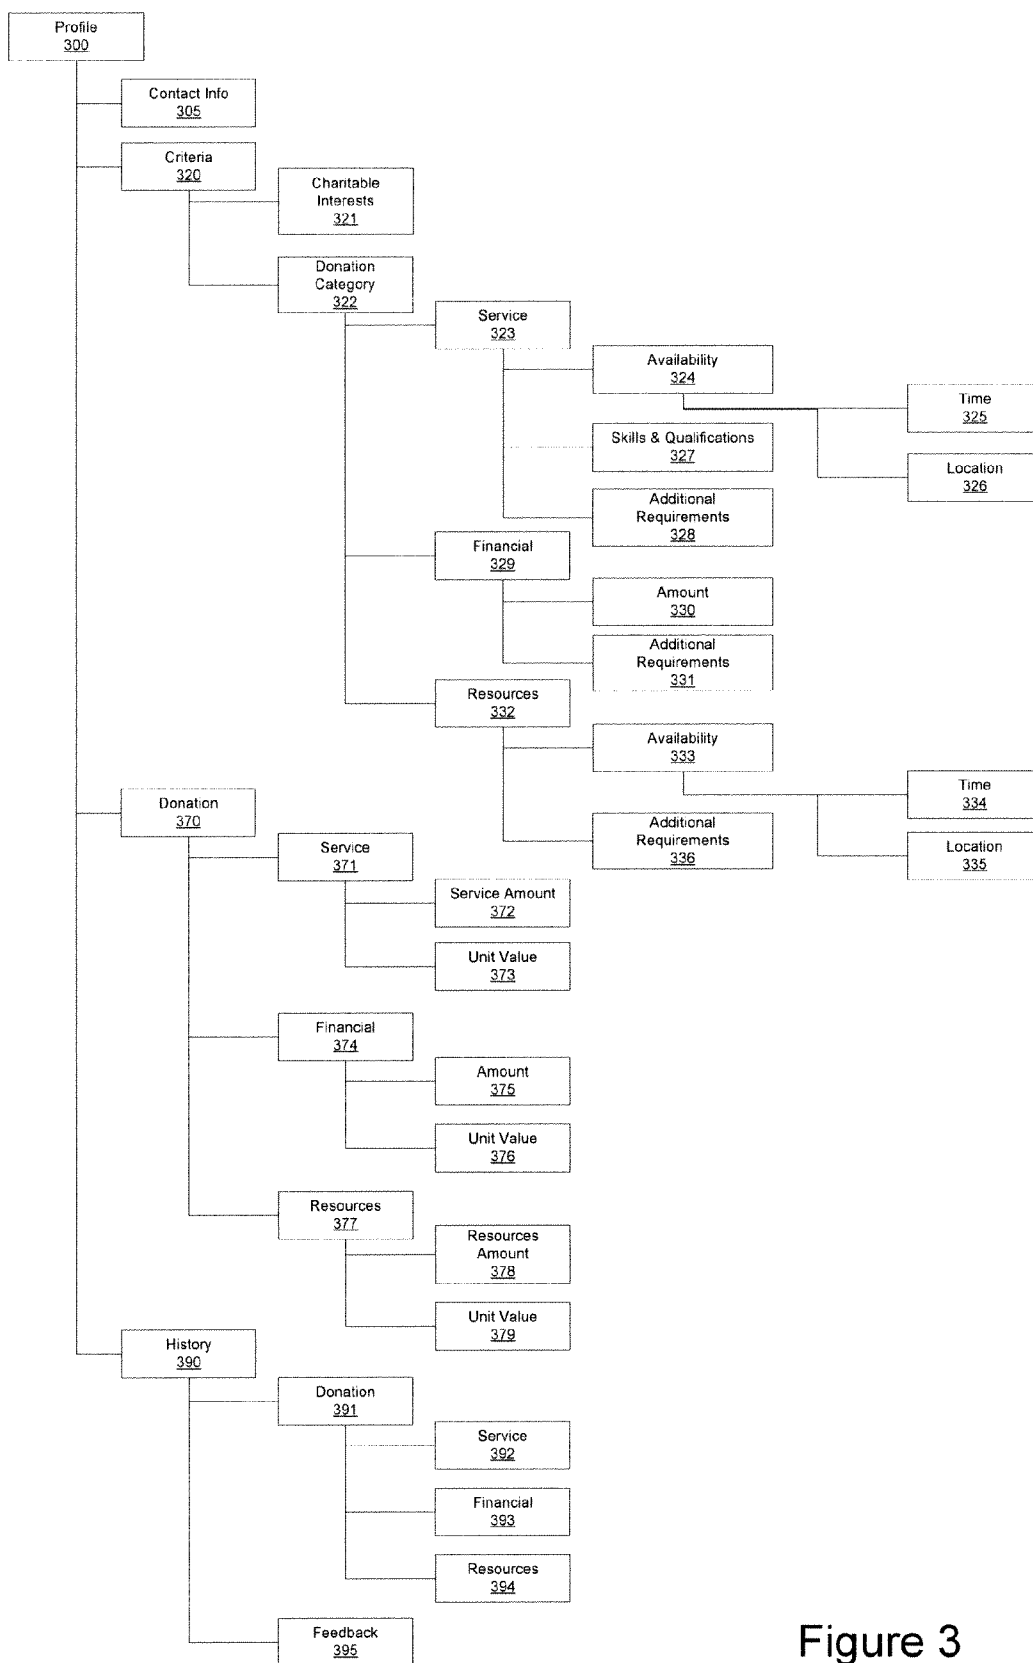 Profile
300
Contact Info
305
Criteria
320
Charitable
Interests
321
Donation
Category
322
Service
323
Availability
324
Time
325
Location
326
Skills & Qualifications
327
Additional
Requirements
328
Financial
329
Amount
330
Additional
Requirements
331
Resources
332
Availability
333
Time
334
Location
335
Additional
Requirements
336
Donation
370
Service
371
Service Amount
372
Unit Value
373
Financial
374
Amount
375
Unit Value
376
Resources
377
Resources
Amount
378
Unit Value
379
History
390
Donation
391
Service
392
Financial
393
Resources
394
Feedback
395
Figure 3